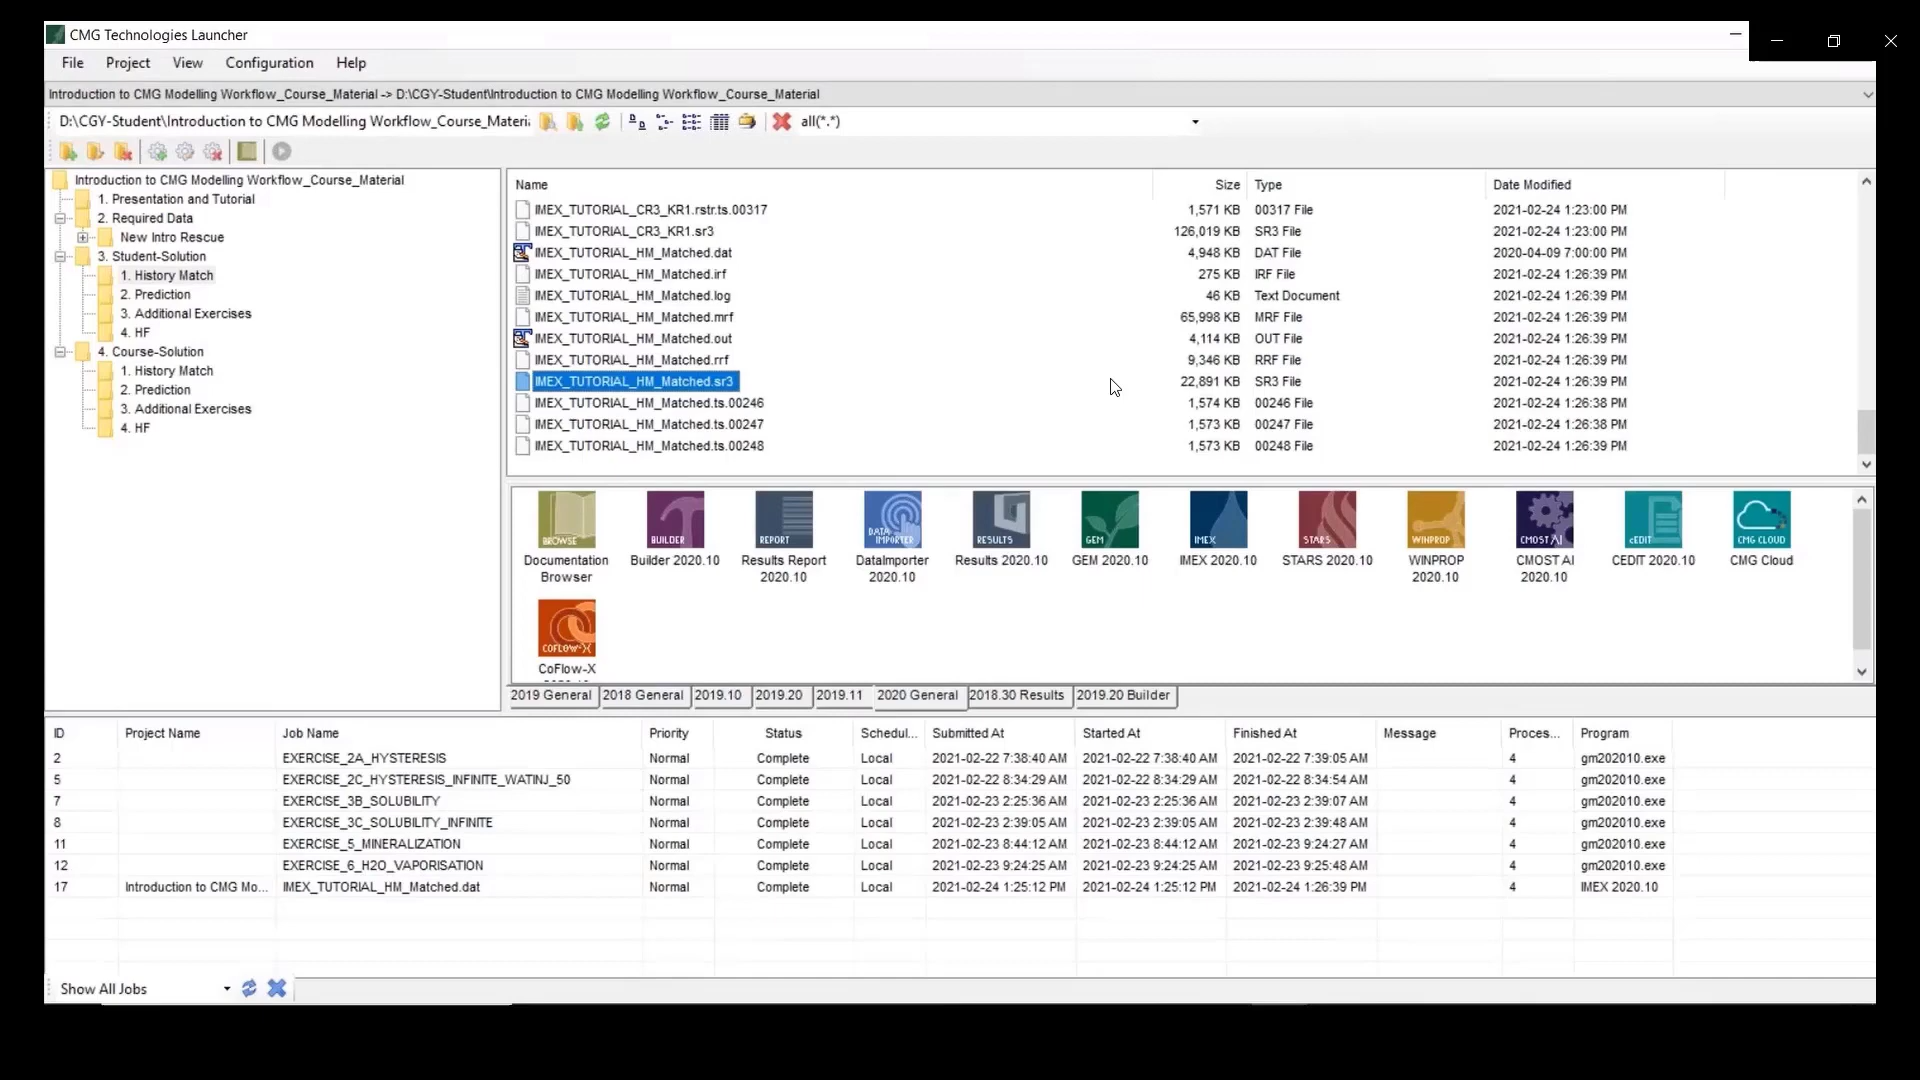 CMG Technologies Launcher
File Project View Configuration Help
Introduction to CMG Modelling Workflow_Course_Material -> D:\CGY-Student\Introduction to CMG Modelling Workflow_Course_Material
D:\CGY-Student\Introduction to CMG Modelling Workflow_Course_Materi all(*.*)
Introduction to CMG Modelling Workflow_Course_Material
1. Presentation and Tutorial
2. Required Data
New Intro Rescue
3. Student-Solution
1. History Match
2. Prediction
3. Additional Exercises
4. HF
4. Course-Solution
1. History Match
2. Prediction
3. Additional Exercises
4. HF
Name Size Type Date Modified
IMEX_TUTORIAL_CR3_KR1.rstr.ts.00317 1,571 KB 00317 File 2021-02-24 1:23:00 PM
IMEX_TUTORIAL_CR3_KR1.sr3 126,019 KB SR3 File 2021-02-24 1:23:00 PM
IMEX_TUTORIAL_HM_Matched.dat 4,948 KB DAT File 2020-04-09 7:00:00 PM
IMEX_TUTORIAL_HM_Matched.irf 275 KB IRF File 2021-02-24 1:26:39 PM
IMEX_TUTORIAL_HM_Matched.log 46 KB Text Document 2021-02-24 1:26:39 PM
IMEX_TUTORIAL_HM_Matched.mrf 65,998 KB MRF File 2021-02-24 1:26:39 PM
IMEX_TUTORIAL_HM_Matched.out 4,114 KB OUT File 2021-02-24 1:26:39 PM
IMEX_TUTORIAL_HM_Matched.rrf 9,346 KB RRF File 2021-02-24 1:26:39 PM
IMEX_TUTORIAL_HM_Matched.sr3 22,891 KB SR3 File 2021-02-24 1:26:39 PM
IMEX_TUTORIAL_HM_Matched.ts.00246 1,574 KB 00246 File 2021-02-24 1:26:38 PM
IMEX_TUTORIAL_HM_Matched.ts.00247 1,573 KB 00247 File 2021-02-24 1:26:38 PM
IMEX_TUTORIAL_HM_Matched.ts.00248 1,573 KB 00248 File 2021-02-24 1:26:39 PM
BROWSE BUILDER REPORT DATA IMPORTER RESULTS GEM IMEX STARS WINPROP CMOST AI cEDIT CMG CLOUD
Documentation Builder 2020.10 Results Report DataImporter Results 2020.10 GEM 2020.10 IMEX 2020.10 STARS 2020.10 WINPROP CMOST AI CEDIT 2020.10 CMG Cloud
Browser 2020.10 2020.10 2020.10 2020.10
COFLOW-X
CoFlow-X
2019 General 2018 General 2019.10 2019.20 2019.11 2020 General 2018.30 Results 2019.20 Builder
ID Project Name Job Name Priority Status Schedul... Submitted At Started At Finished At Message Proces... Program
2 EXERCISE_2A_HYSTERESIS Normal Complete Local 2021-02-22 7:38:40 AM 2021-02-22 7:38:40 AM 2021-02-22 7:39:05 AM 4 gm202010.exe
5 EXERCISE_2C_HYSTERESIS_INFINITE_WATINJ_50 Normal Complete Local 2021-02-22 8:34:29 AM 2021-02-22 8:34:29 AM 2021-02-22 8:34:54 AM 4 gm202010.exe
7 EXERCISE_3B_SOLUBILITY Normal Complete Local 2021-02-23 2:25:36 AM 2021-02-23 2:25:36 AM 2021-02-23 2:39:07 AM 4 gm202010.exe
8 EXERCISE_3C_SOLUBILITY_INFINITE Normal Complete Local 2021-02-23 2:39:05 AM 2021-02-23 2:39:05 AM 2021-02-23 2:39:48 AM 4 gm202010.exe
11 EXERCISE_5_MINERALIZATION Normal Complete Local 2021-02-23 8:44:12 AM 2021-02-23 8:44:12 AM 2021-02-23 9:24:27 AM 4 gm202010.exe
12 EXERCISE_6_H2O_VAPORISATION Normal Complete Local 2021-02-23 9:24:25 AM 2021-02-23 9:24:25 AM 2021-02-23 9:25:48 AM 4 gm202010.exe
17 Introduction to CMG Mo... IMEX_TUTORIAL_HM_Matched.dat Normal Complete Local 2021-02-24 1:25:12 PM 2021-02-24 1:25:12 PM 2021-02-24 1:26:39 PM 4 IMEX 2020.10
Show All Jobs